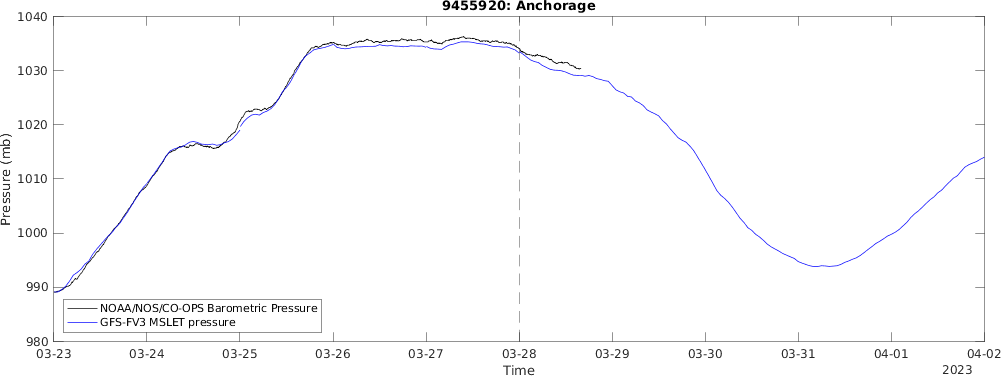 9455920: Anchorage
1040
1030
1020
1010
1000
990
980
Pressure (mb)
NOAA/NOS/CO-OPS Barometric Pressure
GFS-FV3 MSLET pressure
03-23 03-24 03-25 03-26 03-27 03-28 03-29 03-30 03-31 04-01 04-02
Time
2023